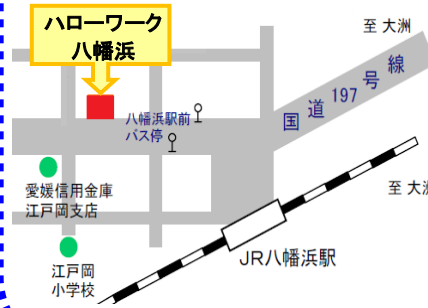 ハローワーク
八幡浜
至 大洲
国道197号線
八幡浜駅前
バス停
愛媛信用金庫
江戸岡支店
至 大洲
JR八幡浜駅
江戸岡
小学校